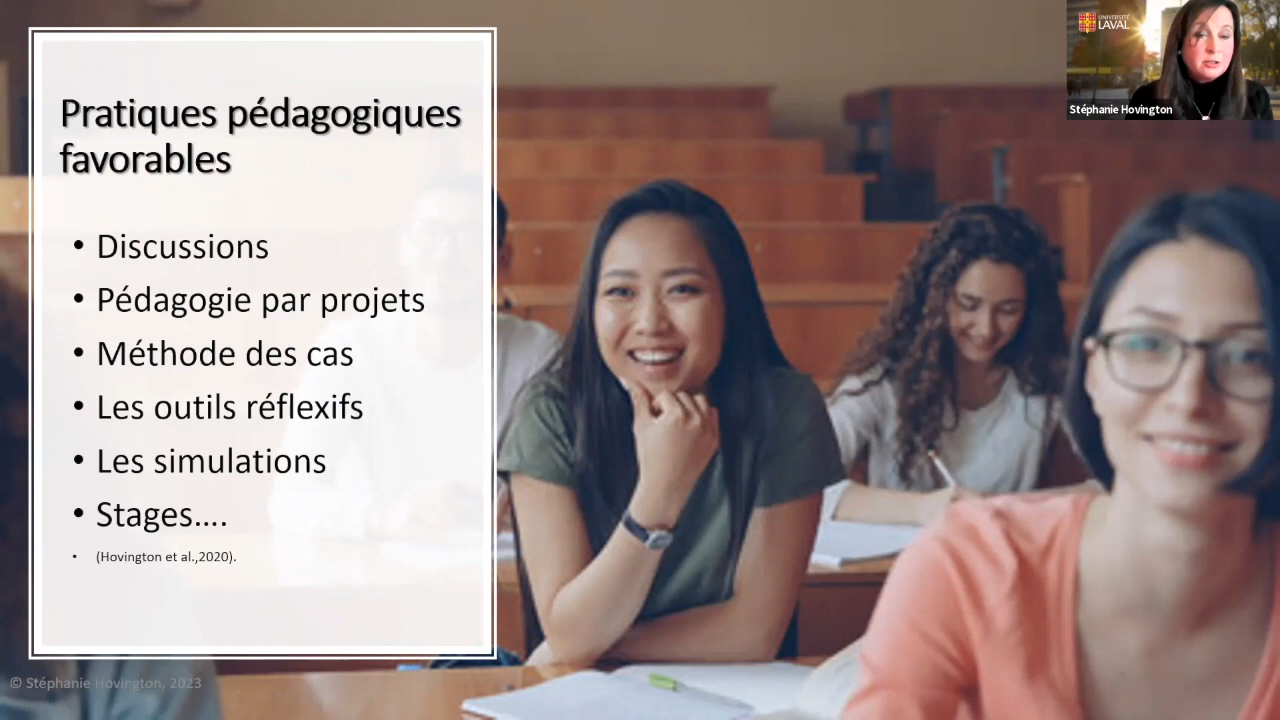 Pratiques pédagogiques
favorables
• Discussions
• Pédagogie par projets
• Méthode des cas
• Les outils réflexifs
• Les simulations
• Stages....
• (Hovington et al.,2020).
© Stéphanie Hovington, 2023
UNIVERSITÉ
LAVAL
Stéphanie Hovington